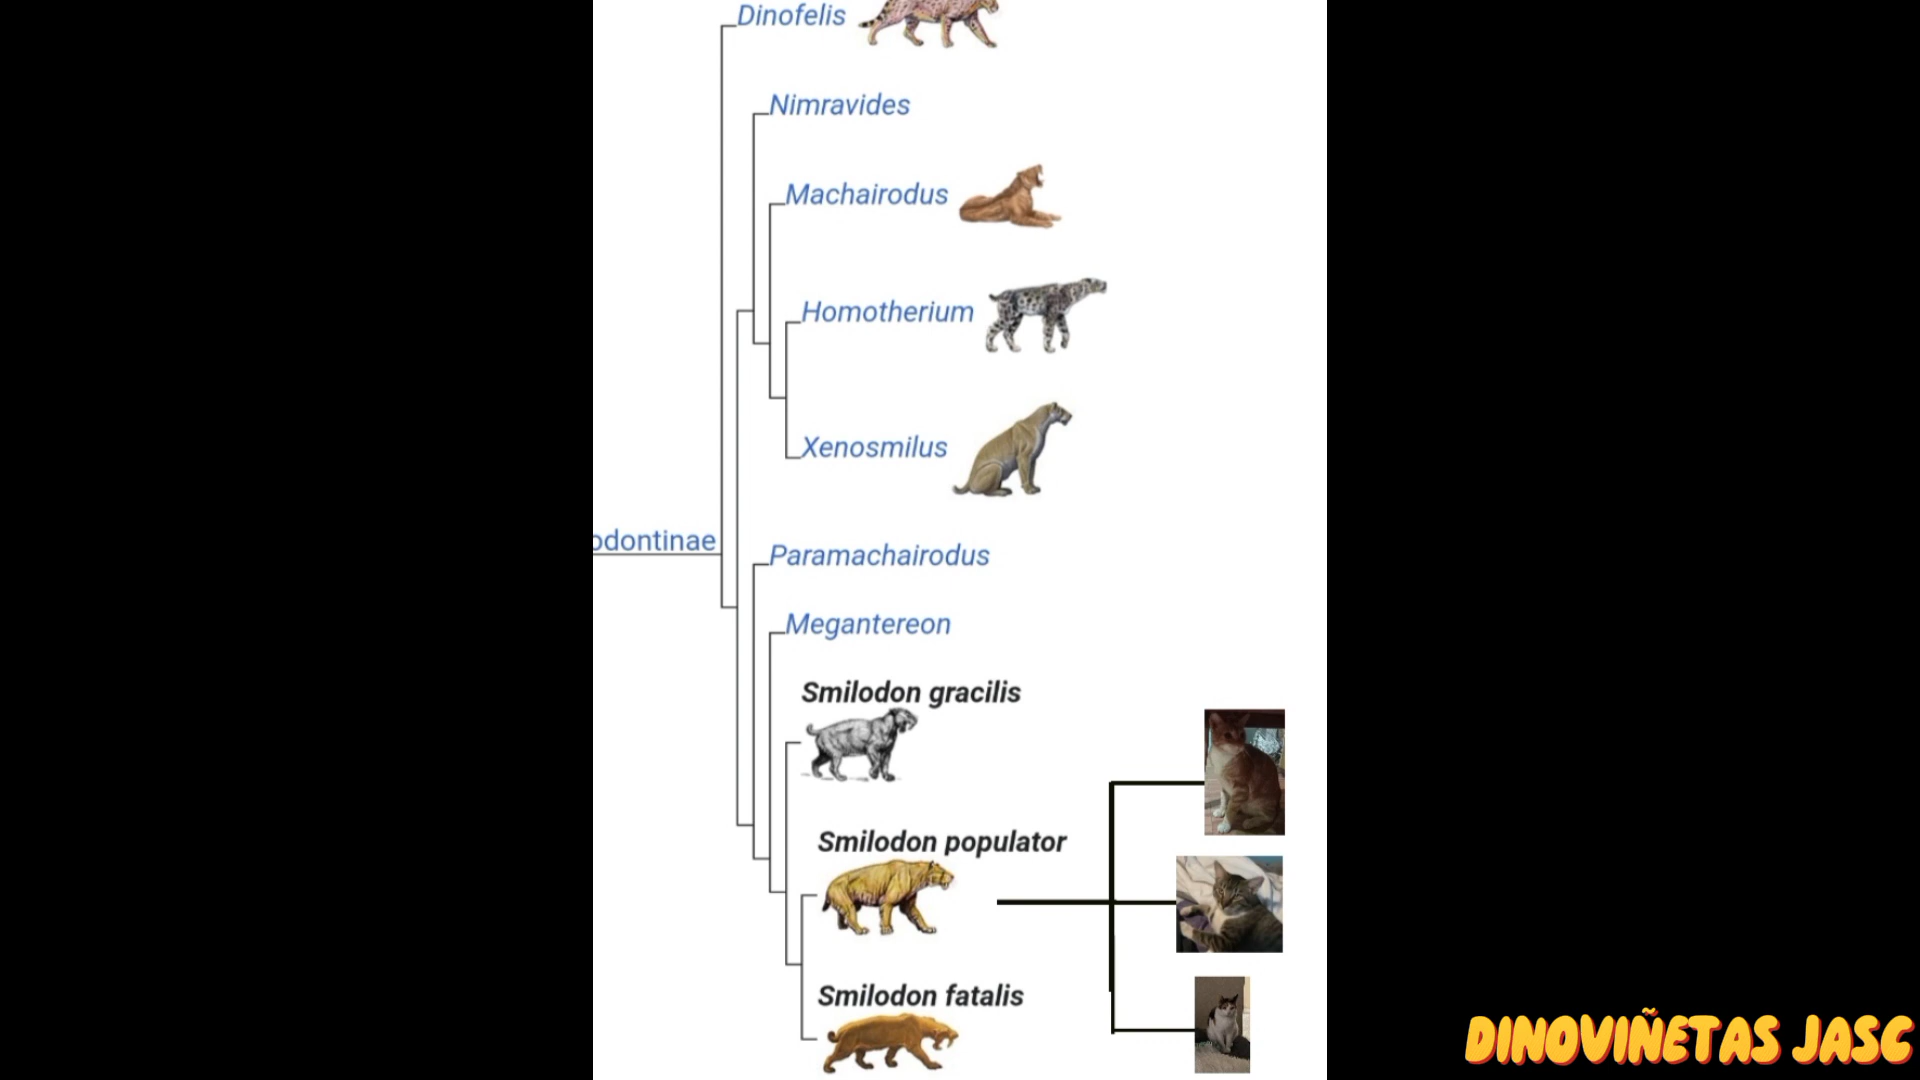 Dinofelis
Nimravides
Machairodus
Homotherium
Xenosmilus
odontinae
Paramachairodus
Megantereon
Smilodon gracilis
Smilodon populator
Smilodon fatalis
DINOVIÑETAS JASC